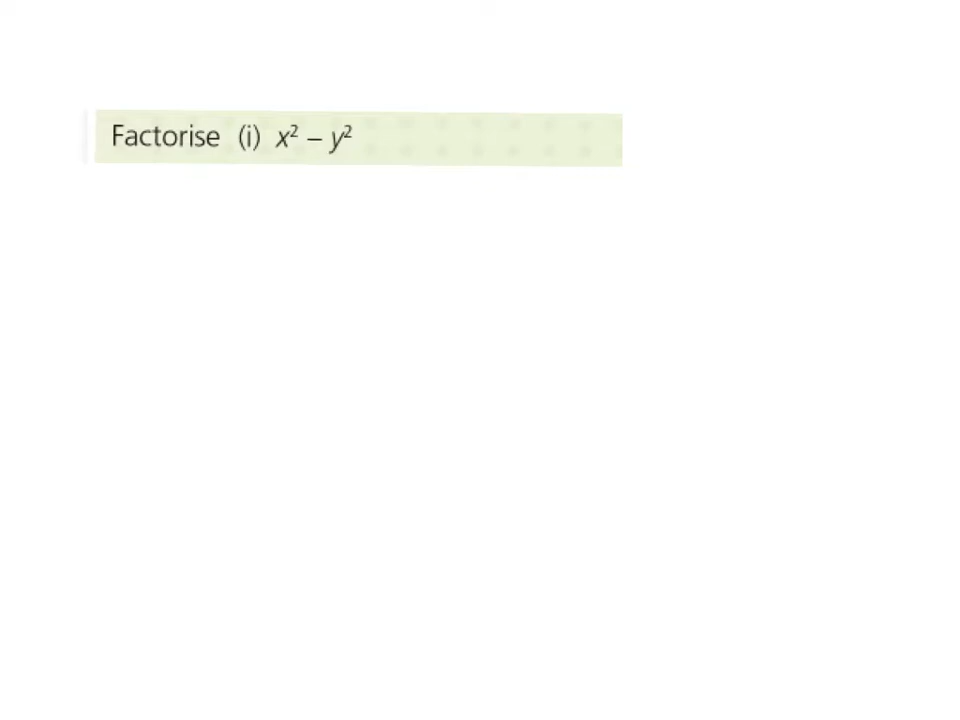 Factorise (i) x² – y²